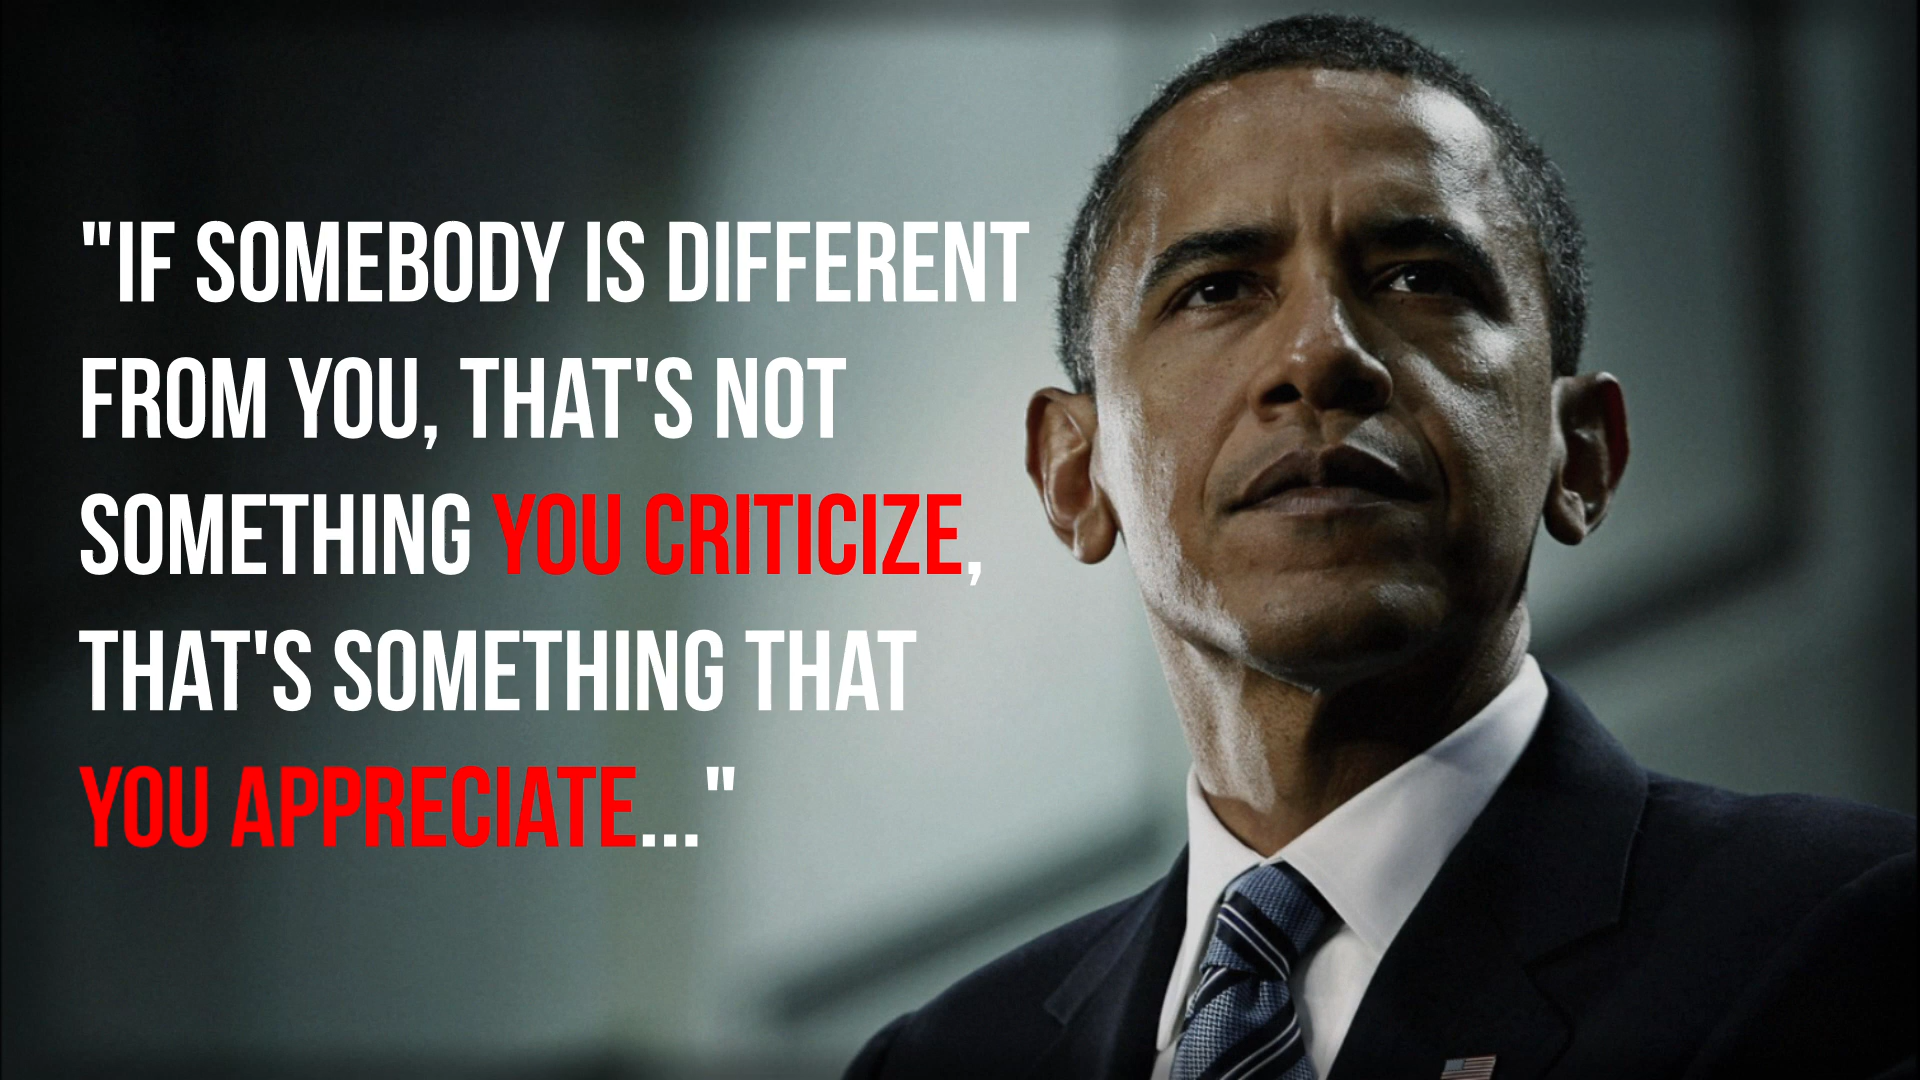 "IF SOMEBODY IS DIFFERENT
FROM YOU, THAT'S NOT
SOMETHING YOU CRITICIZE,
THAT'S SOMETHING THAT
YOU APPRECIATE..."